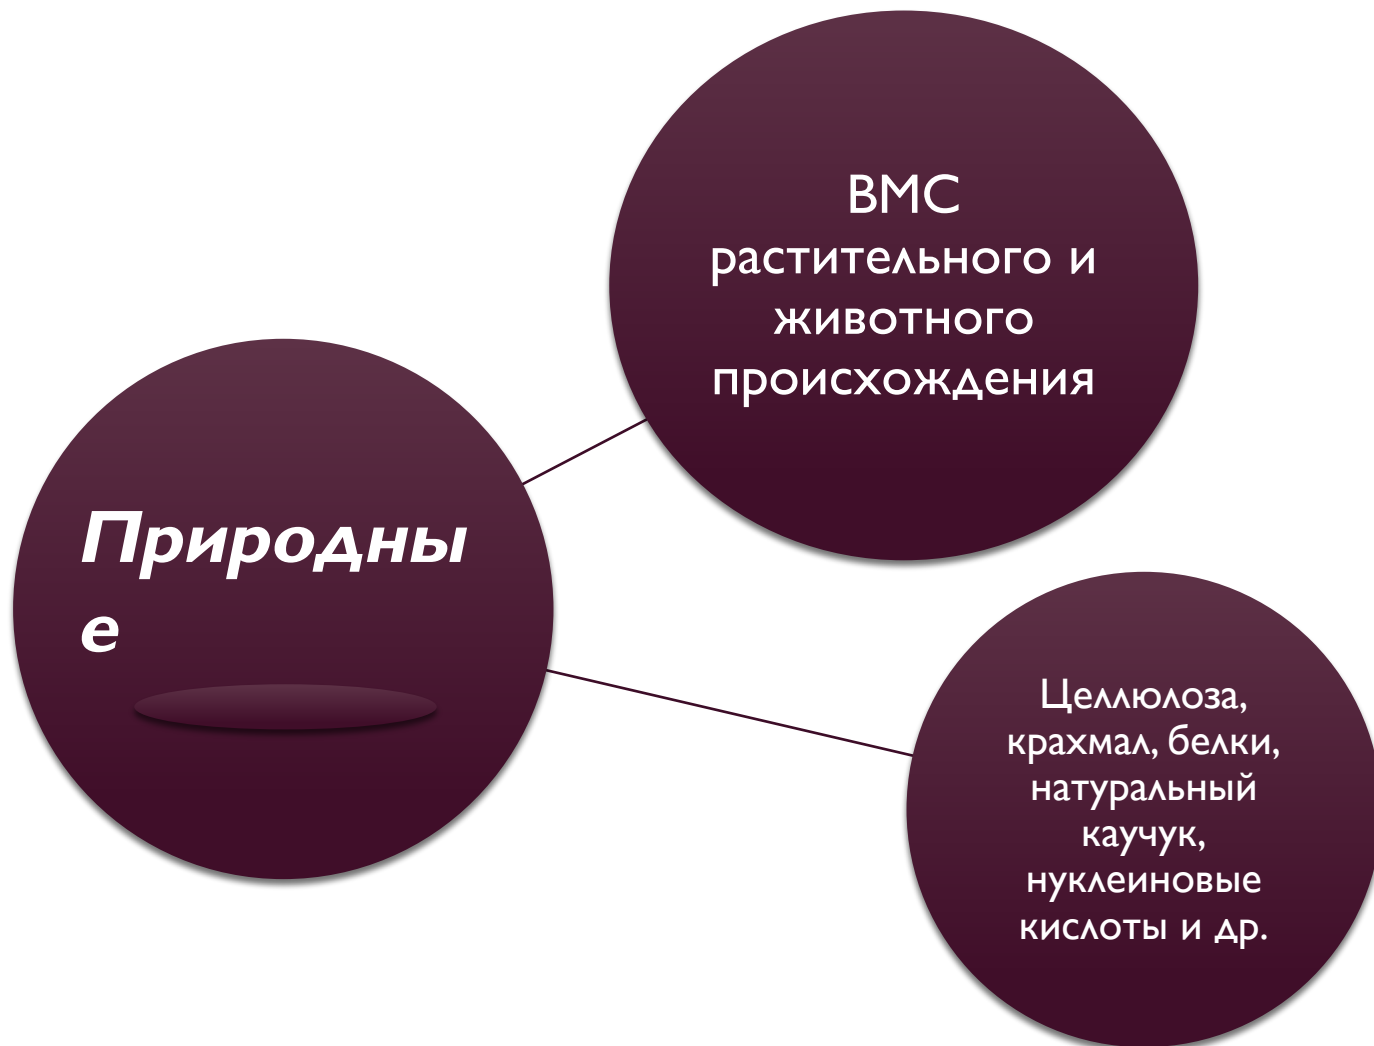 ВМС
растительного и
животного
происхождения
Природны
е
Целлюлоза,
крахмал, белки,
натуральный
каучук,
нуклеиновые
кислоты и др.